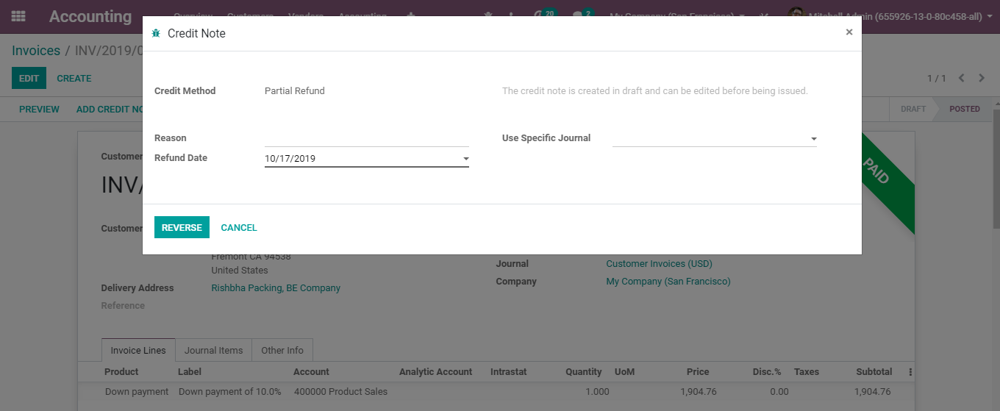 Accounting
Overview Customers Vendors Accounting 20 2 My Company (San Francisco) Mitchell Admin (655926-13-0-80c458-all)
Credit Note ×
Invoices / INV/2019/0
EDIT CREATE 1 / 1
PREVIEW ADD CREDIT NO DRAFT POSTED
Credit Method Partial Refund The credit note is created in draft and can be edited before being issued.
Reason Use Specific Journal
Refund Date 10/17/2019
REVERSE CANCEL
Customer
INV/
PAID
Customer
Fremont CA 94538
United States
Journal Customer Invoices (USD)
Delivery Address Rishbha Packing, BE Company
Company My Company (San Francisco)
Reference
Invoice Lines Journal Items Other Info
Product Label Account Analytic Account Intrastat Quantity UoM Price Disc.% Taxes Subtotal
Down payment Down payment of 10.0% 400000 Product Sales 1.000 1,904.76 0.00 1,904.76